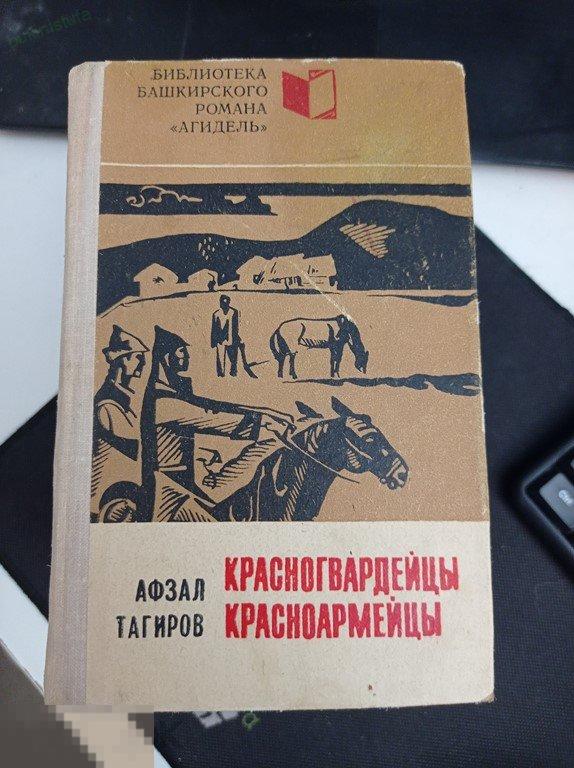 БИБЛИОТЕКА
БАШКИРСКОГО
РОМАНА
«АГИДЕЛЬ»
АФЗАЛ
ТАГИРОВ
КРАСНОГВАРДЕЙЦЫ
КРАСНОАРМЕЙЦЫ